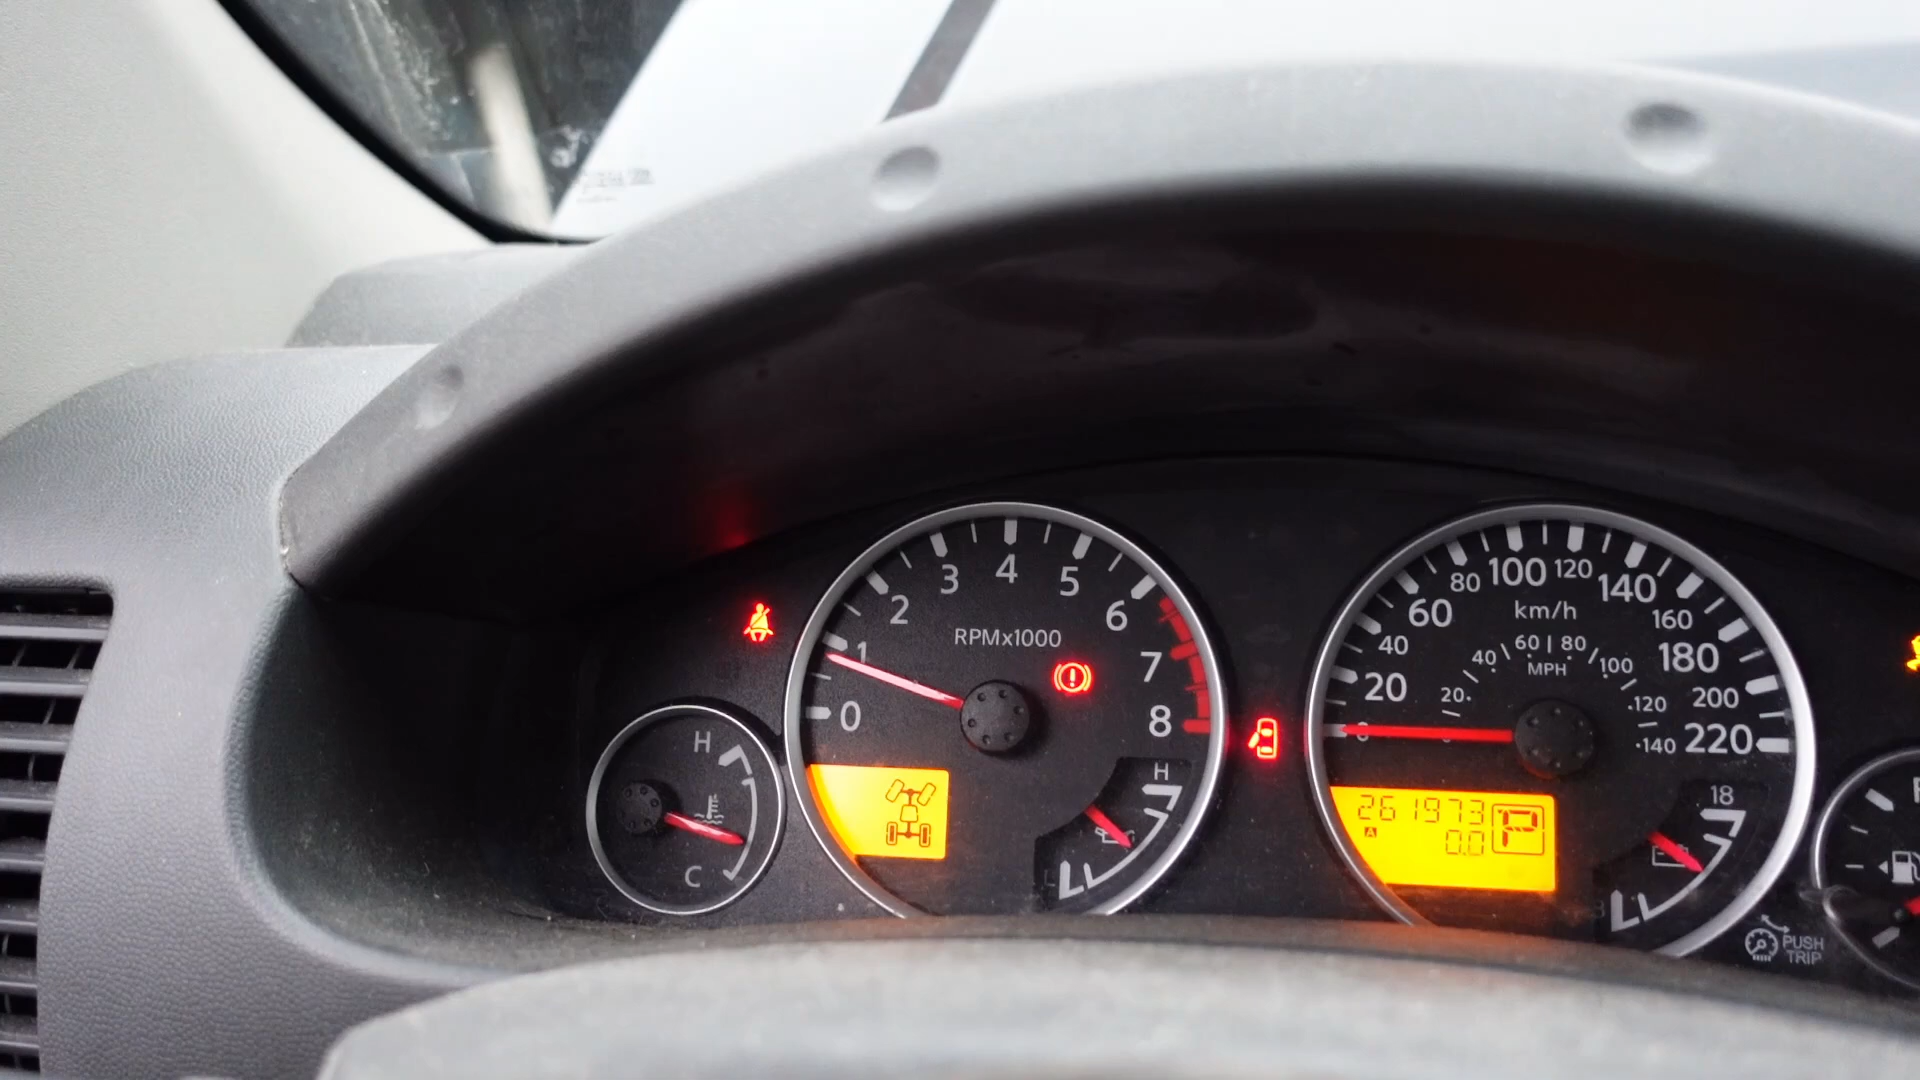 0 1 2 3 4 5 6 7 8
RPMx1000
H
C
H
L
20 40 60 80 100 120 140 160 180 200 220
km/h
20 40 60 80 100 120 140
MPH
261973
A 0.0
P
18
8
PUSH
TRIP
F